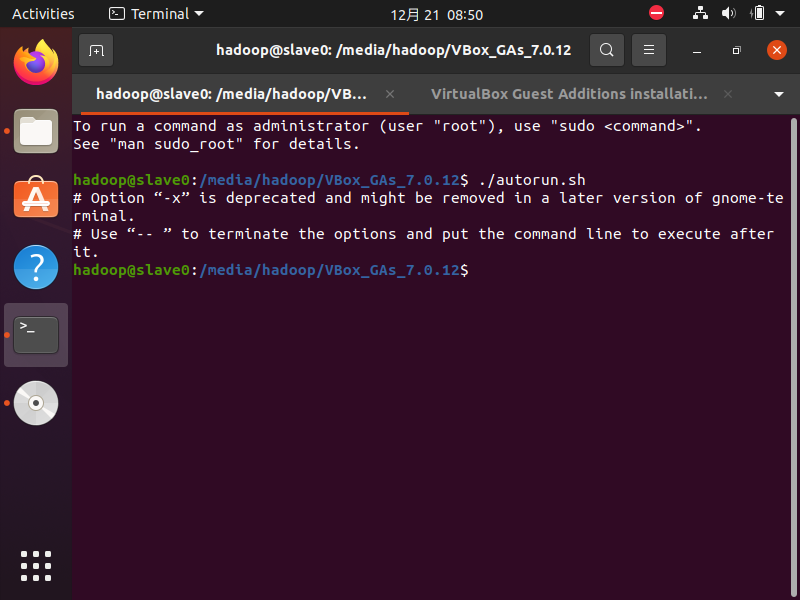 Activities
Terminal
12月 21 08:50
hadoop@slave0: /media/hadoop/VBox_GAs_7.0.12
hadoop@slave0: /media/hadoop/VB...
VirtualBox Guest Additions installati...
To run a command as administrator (user "root"), use "sudo <command>".
See "man sudo_root" for details.
hadoop@slave0:/media/hadoop/VBox_GAs_7.0.12$ ./autorun.sh
# Option “-x” is deprecated and might be removed in a later version of gnome-te
rminal.
# Use “-- ” to terminate the options and put the command line to execute after
it.
hadoop@slave0:/media/hadoop/VBox_GAs_7.0.12$